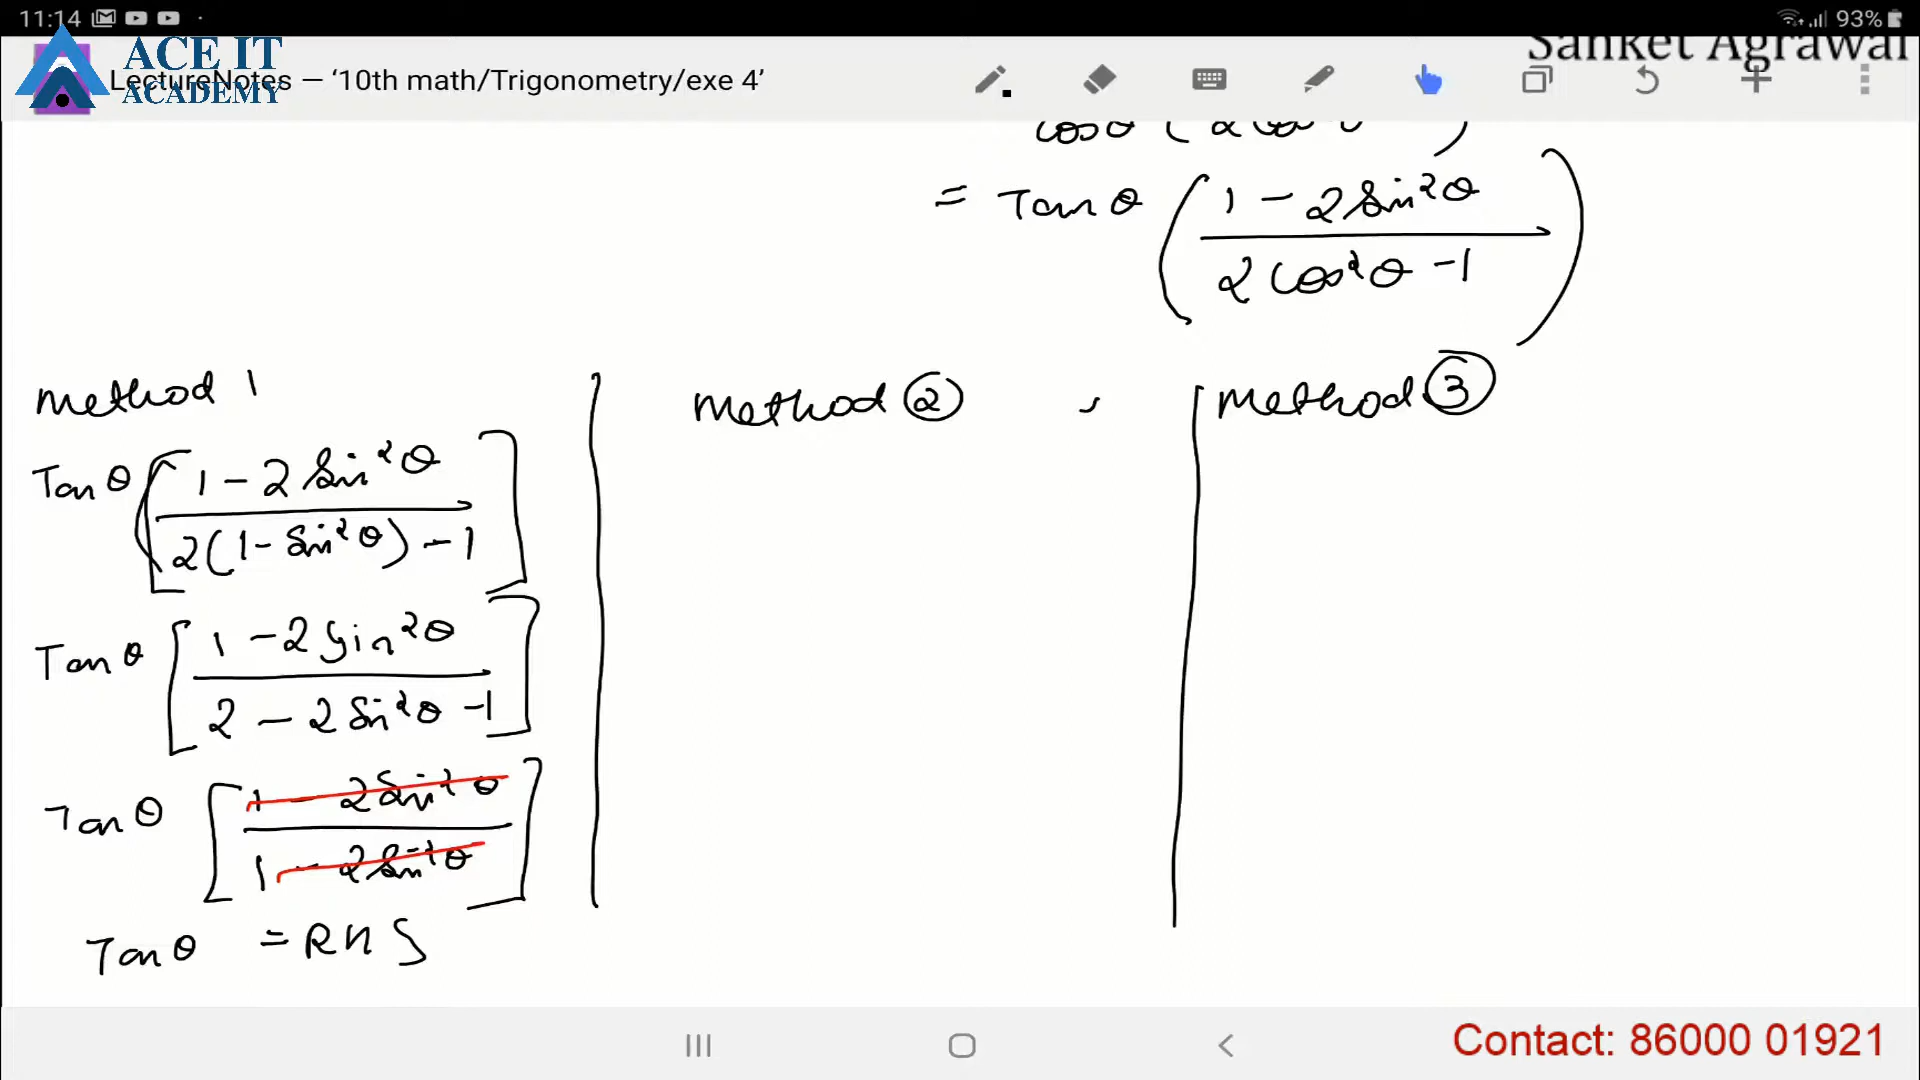 11:14
93%
ACE IT
ACADEMY
LectureNotes — ‘10th math/Trigonometry/exe 4’
Sanket Agrawal
= Tan θ ( 1 - 2 Sin²θ / 2 Cos²θ - 1 )
Method 1
Tan θ [ 1 - 2 Sin²θ / 2(1 - Sin²θ) - 1 ]
Tan θ [ 1 - 2 Sin²θ / 2 - 2 Sin²θ - 1 ]
Tan θ [ 1 - 2 Sin²θ / 1 - 2 Sin²θ ]
Tan θ = RHS
Method 2
Method 3
Contact: 86000 01921